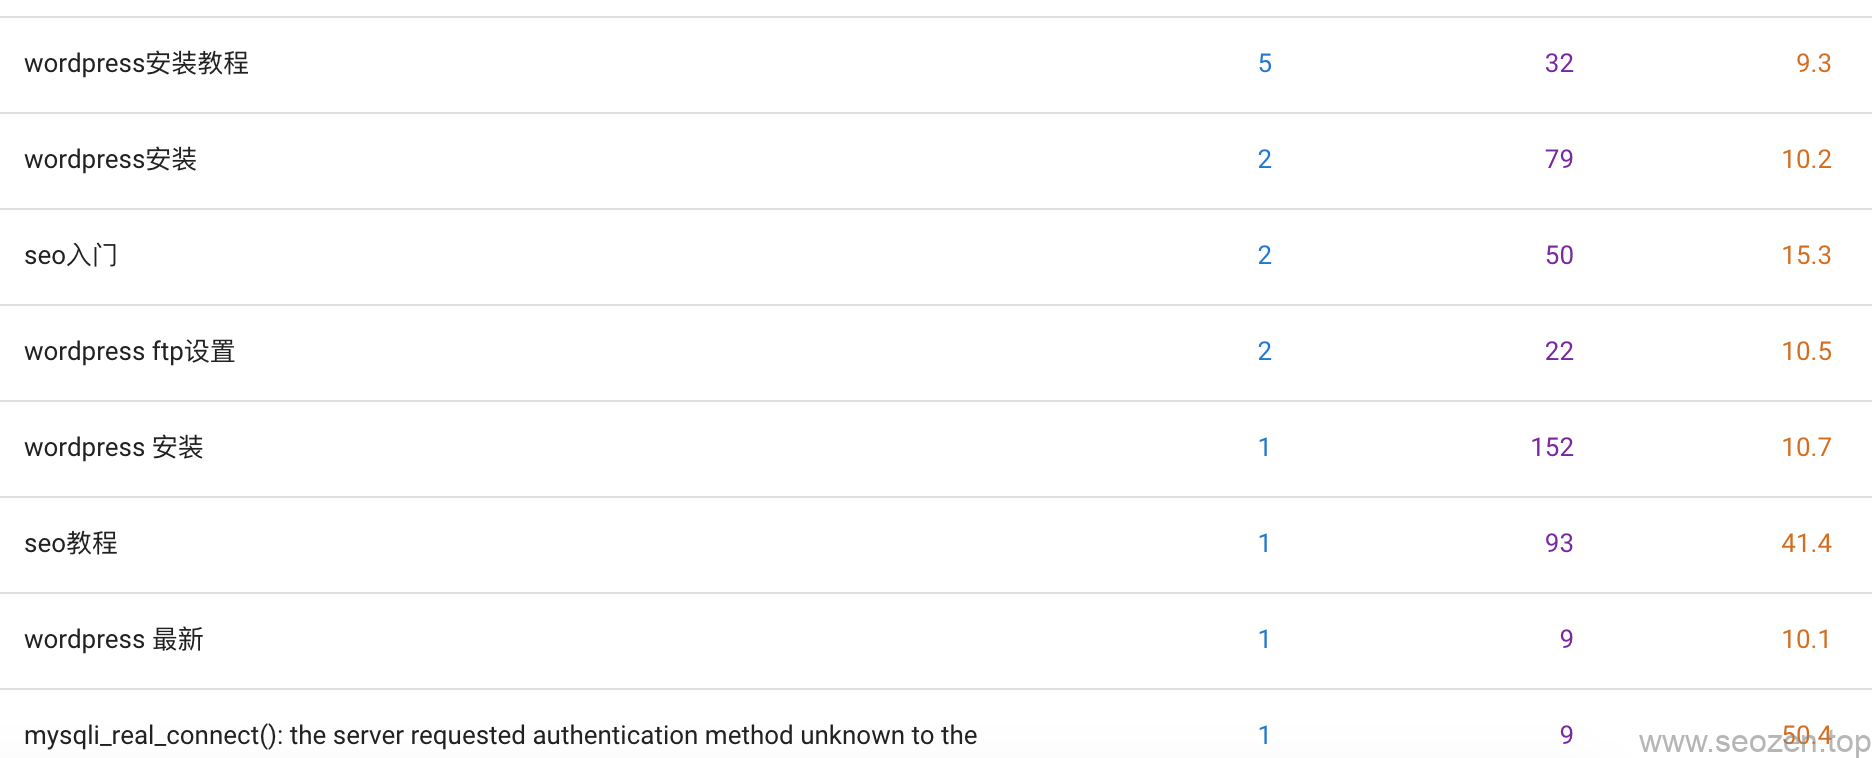 wordpress安装教程 5 32 9.3
wordpress安装 2 79 10.2
seo入门 2 50 15.3
wordpress ftp设置 2 22 10.5
wordpress 安装 1 152 10.7
seo教程 1 93 41.4
wordpress 最新 1 9 10.1
mysqli_real_connect(): the server requested authentication method unknown to the 1 9 50.4
www.seozen.top